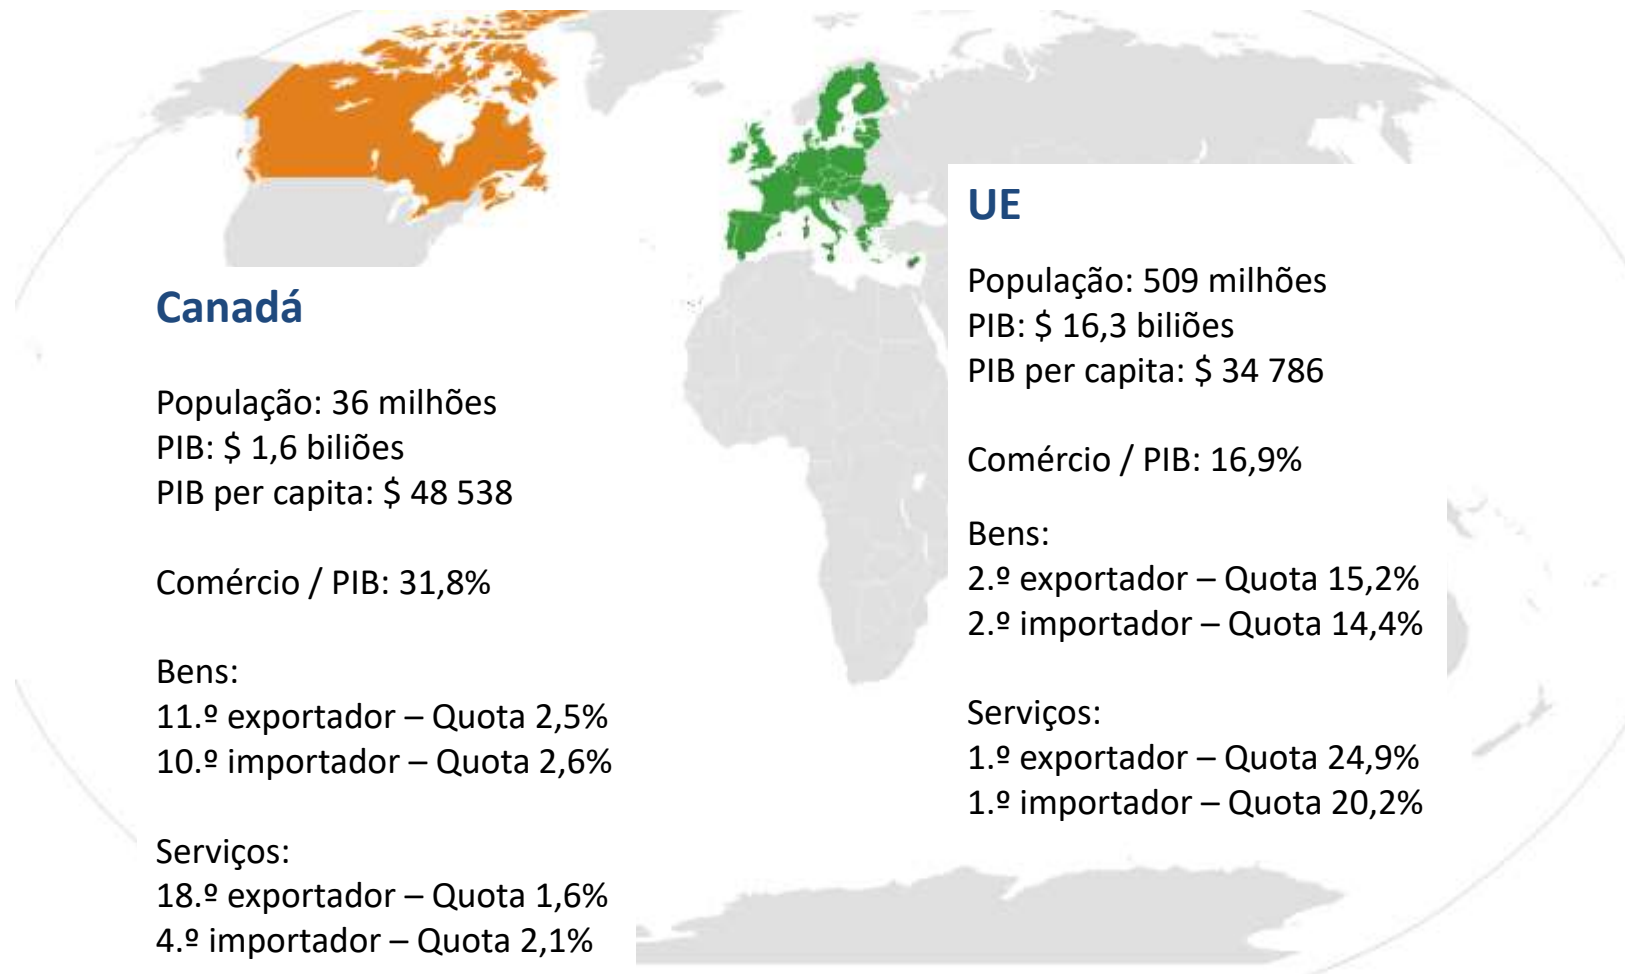 Canadá
População: 36 milhões
PIB: $ 1,6 biliões
PIB per capita: $ 48 538
Comércio / PIB: 31,8%
Bens:
11.º exportador – Quota 2,5%
10.º importador – Quota 2,6%
Serviços:
18.º exportador – Quota 1,6%
4.º importador – Quota 2,1%
UE
População: 509 milhões
PIB: $ 16,3 biliões
PIB per capita: $ 34 786
Comércio / PIB: 16,9%
Bens:
2.º exportador – Quota 15,2%
2.º importador – Quota 14,4%
Serviços:
1.º exportador – Quota 24,9%
1.º importador – Quota 20,2%